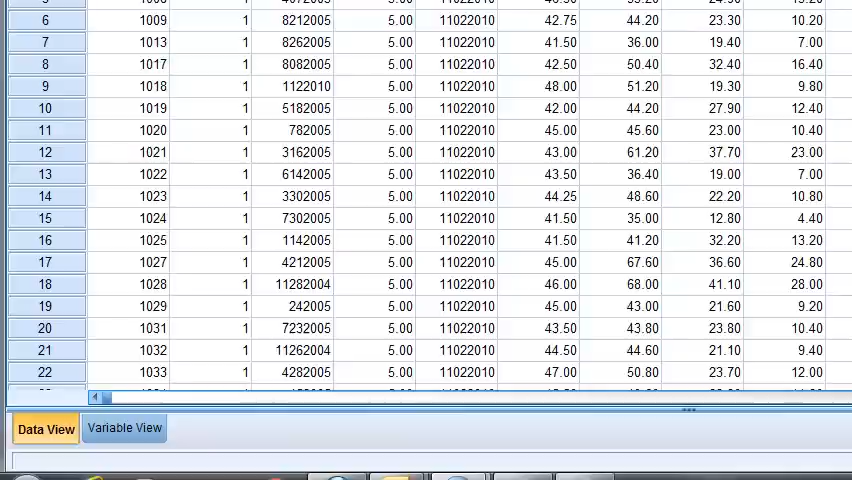 6 1009 1 8212005 5.00 11022010 42.75 44.20 23.30 10.20
7 1013 1 8262005 5.00 11022010 41.50 36.00 19.40 7.00
8 1017 1 8082005 5.00 11022010 42.50 50.40 32.40 16.40
9 1018 1 1122010 5.00 11022010 48.00 51.20 19.30 9.80
10 1019 1 5182005 5.00 11022010 42.00 44.20 27.90 12.40
11 1020 1 782005 5.00 11022010 45.00 45.60 23.00 10.40
12 1021 1 3162005 5.00 11022010 43.00 61.20 37.70 23.00
13 1022 1 6142005 5.00 11022010 43.50 36.40 19.00 7.00
14 1023 1 3302005 5.00 11022010 44.25 48.60 22.20 10.80
15 1024 1 7302005 5.00 11022010 41.50 35.00 12.80 4.40
16 1025 1 1142005 5.00 11022010 41.50 41.20 32.20 13.20
17 1027 1 4212005 5.00 11022010 45.00 67.60 36.60 24.80
18 1028 1 11282004 5.00 11022010 46.00 68.00 41.10 28.00
19 1029 1 242005 5.00 11022010 45.00 43.00 21.60 9.20
20 1031 1 7232005 5.00 11022010 43.50 43.80 23.80 10.40
21 1032 1 11262004 5.00 11022010 44.50 44.60 21.10 9.40
22 1033 1 4282005 5.00 11022010 47.00 50.80 23.70 12.00
Data View Variable View